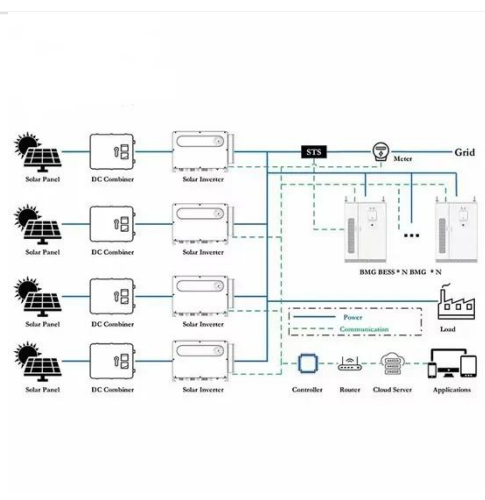 STS
Meter
Grid
Solar Panel
DC Combiner
Solar Inverter
Solar Panel
DC Combiner
Solar Inverter
BMG BESS * N BMG * N
Solar Panel
DC Combiner
Solar Inverter
Power
Communication
Load
Solar Panel
DC Combiner
Solar Inverter
Controller
Router
Cloud Server
Applications